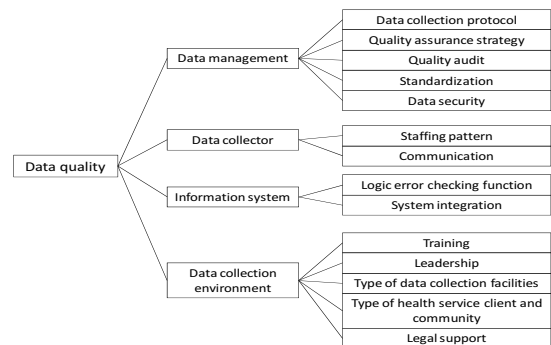 Data quality
Data management
Data collection protocol
Quality assurance strategy
Quality audit
Standardization
Data security
Data collector
Staffing pattern
Communication
Information system
Logic error checking function
System integration
Data collection
environment
Training
Leadership
Type of data collection facilities
Type of health service client and
community
Legal support